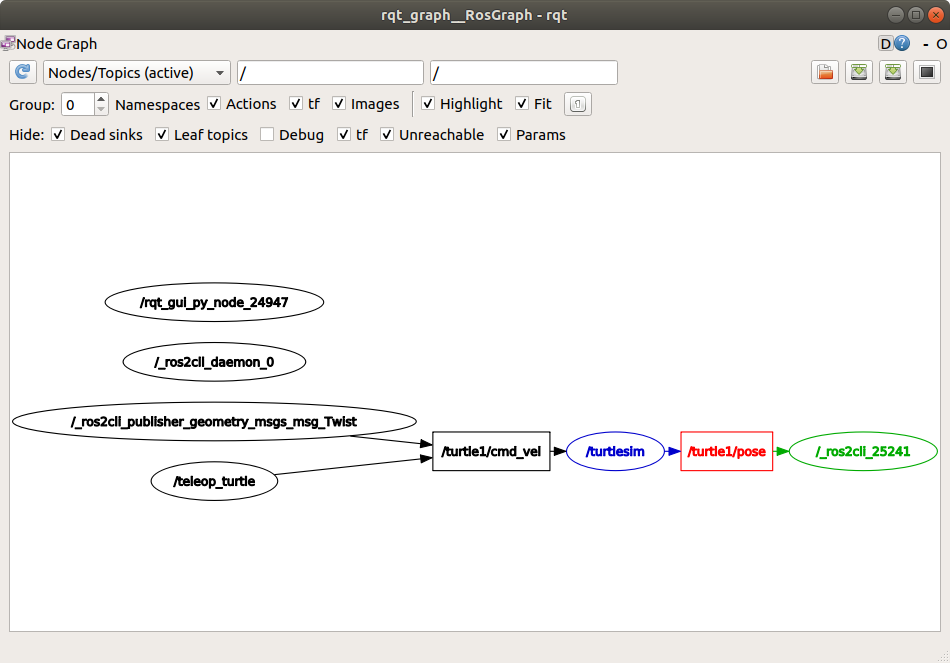 rqt_graph__RosGraph - rqt
Node Graph D ? - O
Nodes/Topics (active) / /
Group: 0 Namespaces Actions tf Images Highlight Fit
Hide: Dead sinks Leaf topics Debug tf Unreachable Params
/rqt_gui_py_node_24947
/_ros2cli_daemon_0
/_ros2cli_publisher_geometry_msgs_msg_Twist
/teleop_turtle
/turtle1/cmd_vel
/turtlesim
/turtle1/pose
/_ros2cli_25241